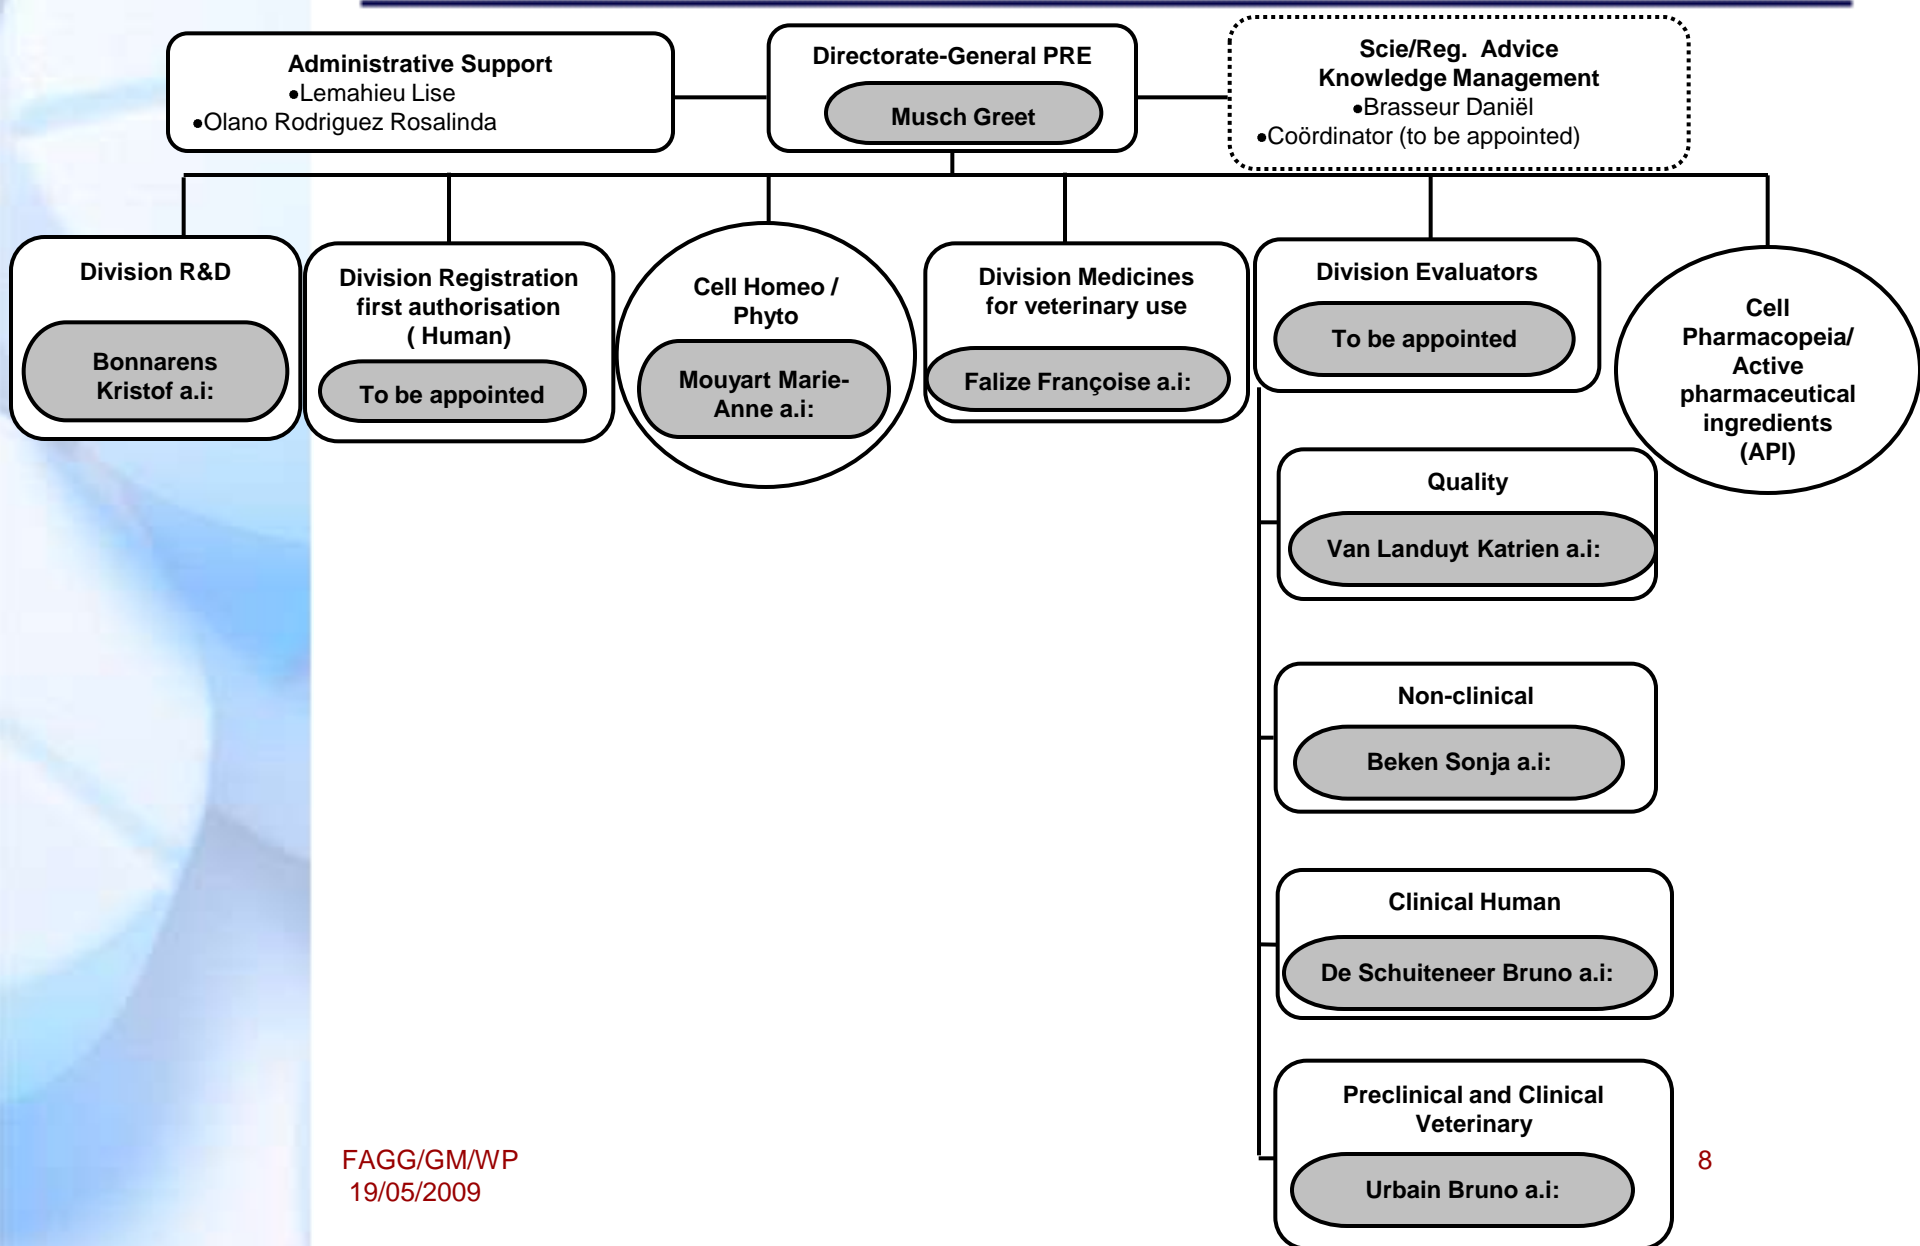 Administrative Support
•Lemahieu Lise
•Olano Rodriguez Rosalinda
Directorate-General PRE
Musch Greet
Scie/Reg. Advice
Knowledge Management
•Brasseur Daniël
•Coördinator (to be appointed)
Division R&D
Bonnarens
Kristof a.i:
Division Registration
first authorisation
( Human)
To be appointed
Cell Homeo /
Phyto
Mouyart Marie-
Anne a.i:
Division Medicines
for veterinary use
Falize Françoise a.i:
Division Evaluators
To be appointed
Cell
Pharmacopeia/
Active
pharmaceutical
ingredients
(API)
Quality
Van Landuyt Katrien a.i:
Non-clinical
Beken Sonja a.i:
Clinical Human
De Schuiteneer Bruno a.i:
Preclinical and Clinical
Veterinary
Urbain Bruno a.i:
FAGG/GM/WP
19/05/2009
8